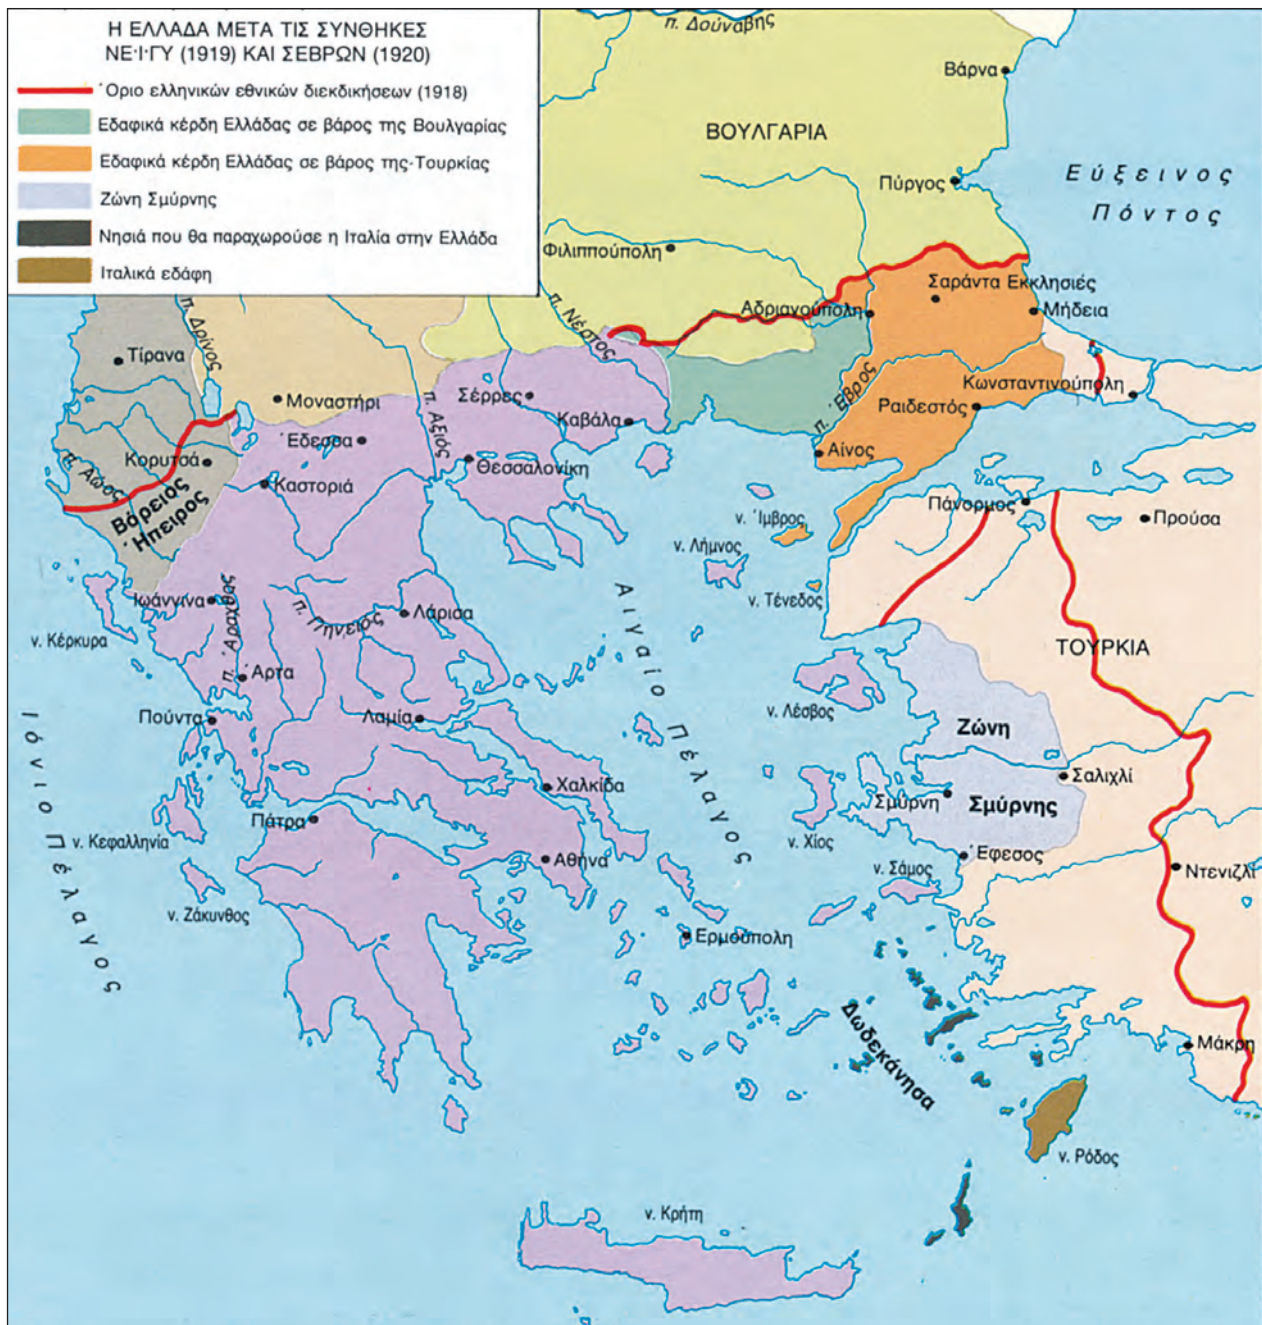 Η ΕΛΛΑΔΑ ΜΕΤΑ ΤΙΣ ΣΥΝΘΗΚΕΣ
ΝΕ·Ι·ΓΥ (1919) ΚΑΙ ΣΕΒΡΩΝ (1920)
Όριο ελληνικών εθνικών διεκδικήσεων (1918)
Εδαφικά κέρδη Ελλάδας σε βάρος της Βουλγαρίας
Εδαφικά κέρδη Ελλάδας σε βάρος της·Τουρκίας
Ζώνη Σμύρνης
Νησιά που θα παραχωρούσε η Ιταλία στην Ελλάδα
Ιταλικά εδάφη
π. Δούναβης
Βάρνα
ΒΟΥΛΓΑΡΙΑ
Πύργος
Εύξεινος
Πόντος
Φιλιππούπολη
Σαράντα Εκκλησιές
Αδριανούπολη
Μήδεια
π. Νέστος
π. Δρίνος
Τίρανα
Μοναστήρι
π. Αξιός
Σέρρες
Καβάλα
π. Έβρος
Κωνσταντινούπολη
Ραιδεστός
Αίνος
Έδεσσα
Θεσσαλονίκη
Κορυτσά
Καστοριά
π. Αώος
Βόρειος
Ήπειρος
Πάνορμος
Προύσα
ν. Ίμβρος
ν. Λήμνος
ν. Τένεδος
Ιωάννινα
π. Άραχθος
π. Πηνειός
Λάρισα
ν. Κέρκυρα
Άρτα
Αιγαίο Πέλαγος
ΤΟΥΡΚΙΑ
Πούντα
Λαμία
ν. Λέσβος
Ζώνη
Σμύρνης
Σαλιχλί
Σμύρνη
Χαλκίδα
Ιόνιο Πέλαγος
ν. Κεφαλληνία
Πάτρα
ν. Χίος
Έφεσος
Αθήνα
ν. Σάμος
Ντενιζλί
ν. Ζάκυνθος
Ερμούπολη
Δωδεκάνησα
Μάκρη
ν. Ρόδος
ν. Κρήτη